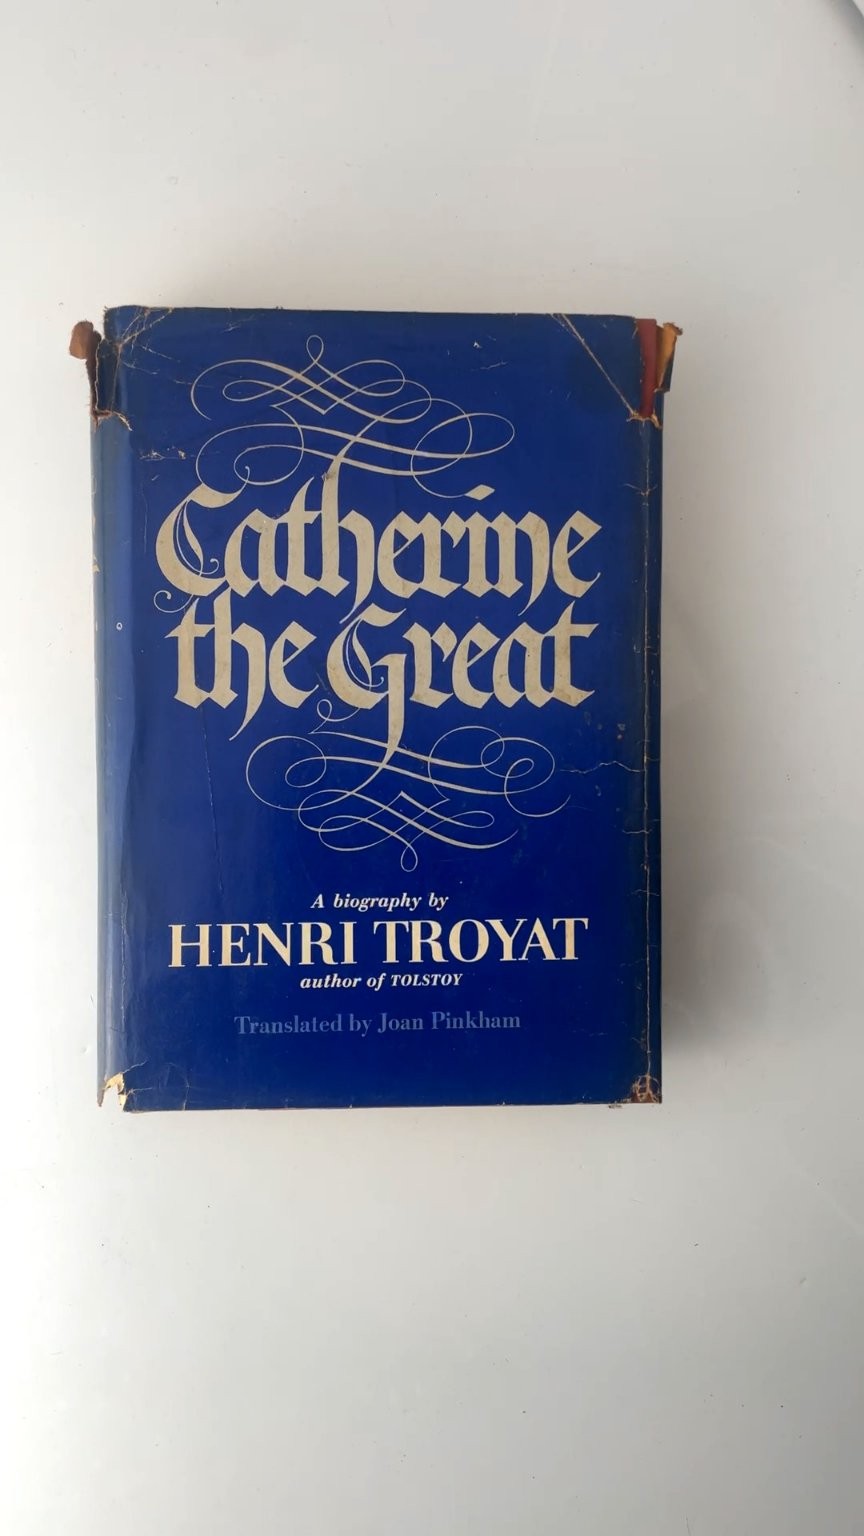 Catherine
the Great
A biography by
HENRI TROYAT
author of TOLSTOY
Translated by Joan Pinkham